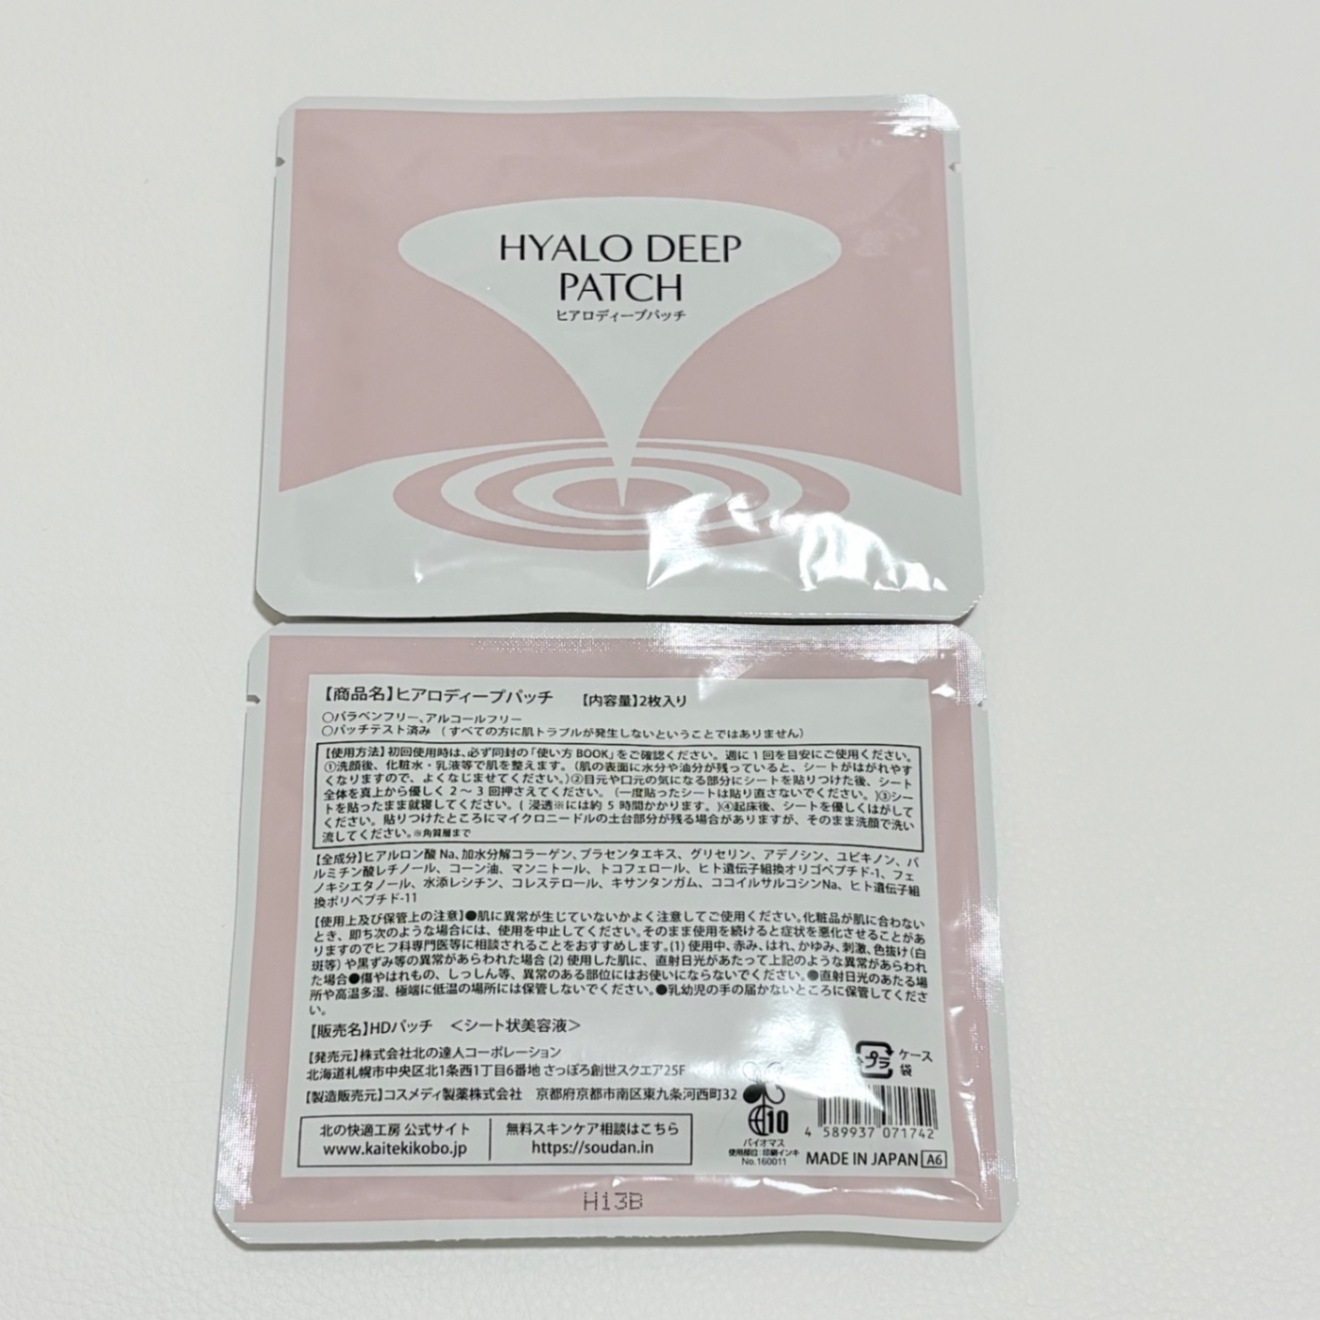 HYALO DEEP
PATCH
ヒアロディープパッチ
【商品名】ヒアロディープパッチ 【内容量】2枚入り
○パラベンフリー、アルコールフリー
○パッチテスト済み (すべての方に肌トラブルが発生しないということではありません)
【使用方法】初回使用時は、必ず同封の「使い方 BOOK」をご確認ください。週に1回を目安にご使用ください。
①洗顔後、化粧水・乳液等で肌を整えます。(肌の表面に水分や油分が残っていると、シートがはがれやす
くなりますので、よくなじませてください。)②目元や口元の気になる部分にシートを貼りつけた後、シート
全体を真上から優しく 2 ～ 3 回押さえてください。 (一度貼ったシートは貼り直さないでください。)③シー
トを貼ったまま就寝してください。( 浸透※には約 5 時間かかります。)④起床後、シートを優しくはがして
ください。貼りつけたところにマイクロニードルの土台部分が残る場合がありますが、そのまま洗顔で洗い
流してください。※角質層まで
【全成分】ヒアルロン酸 Na、加水分解コラーゲン、プラセンタエキス、グリセリン、アデノシン、ユビキノン、パ
ルミチン酸レチノール、コーン油、マンニトール、トコフェロール、ヒト遺伝子組換オリゴペプチド-1、フェ
ノキシエタノール、水添レシチン、コレステロール、キサンタンガム、ココイルサルコシンNa、ヒト遺伝子組
換ポリペプチド-11
【使用上及び保管上の注意】●肌に異常が生じていないかよく注意してご使用ください。化粧品が肌に合わない
とき、即ち次のような場合には、使用を中止してください。そのまま使用を続けると症状を悪化させることがあ
りますのでヒフ科専門医等に相談されることをおすすめします。(1) 使用中、赤み、はれ、かゆみ、刺激、色抜け(白
斑等)や黒ずみ等の異常があらわれた場合 (2) 使用した肌に、直射日光があたって上記のような異常があらわれ
た場合●傷やはれもの、しっしん等、異常のある部位にはお使いにならないでください。●直射日光のあたる場
所や高温多湿、極端に低温の場所には保管しないでください。●乳幼児の手の届かないところに保管してくださ
い。
【販売名】HDパッチ ＜シート状美容液＞
【発売元】株式会社北の達人コーポレーション
北海道札幌市中央区北1条西1丁目6番地 さっぽろ創世スクエア25F
【製造販売元】コスメディ製薬株式会社 京都府京都市南区東九条河西町32
プラ
ケース
袋
北の快適工房 公式サイト
www.kaitekikobo.jp
無料スキンケア相談はこちら
https://soudan.in
10
バイオマス
使用部位 印刷インキ
No.160011
4 589937 071742
MADE IN JAPAN A6
H13B